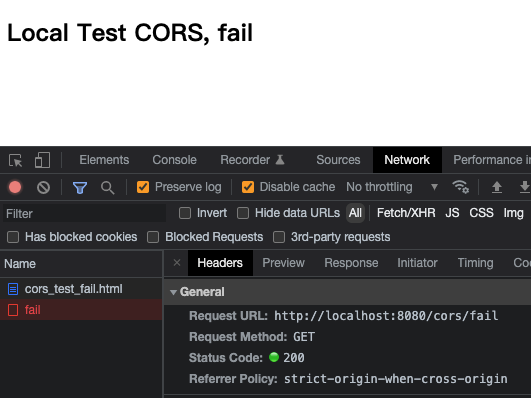 Local Test CORS, fail
Elements Console Recorder Sources Network Performance in
Preserve log Disable cache No throttling
Filter Invert Hide data URLs All Fetch/XHR JS CSS Img
Has blocked cookies Blocked Requests 3rd-party requests
Name × Headers Preview Response Initiator Timing Coo
cors_test_fail.html
fail
General
Request URL: http://localhost:8080/cors/fail
Request Method: GET
Status Code: 200
Referrer Policy: strict-origin-when-cross-origin